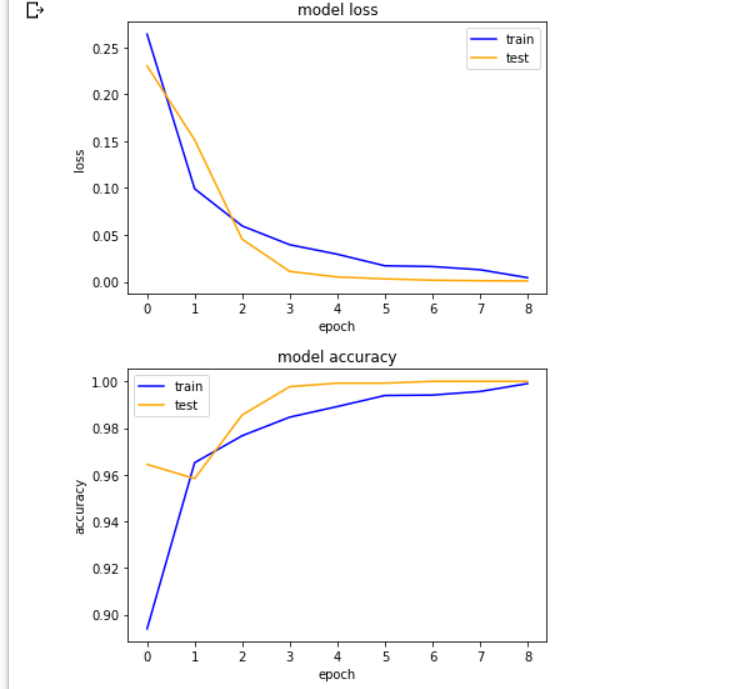 model loss
train
test
0.25
0.20
0.15
0.10
0.05
0.00
loss
0 1 2 3 4 5 6 7 8
epoch
model accuracy
train
test
1.00
0.98
0.96
0.94
0.92
0.90
accuracy
0 1 2 3 4 5 6 7 8
epoch